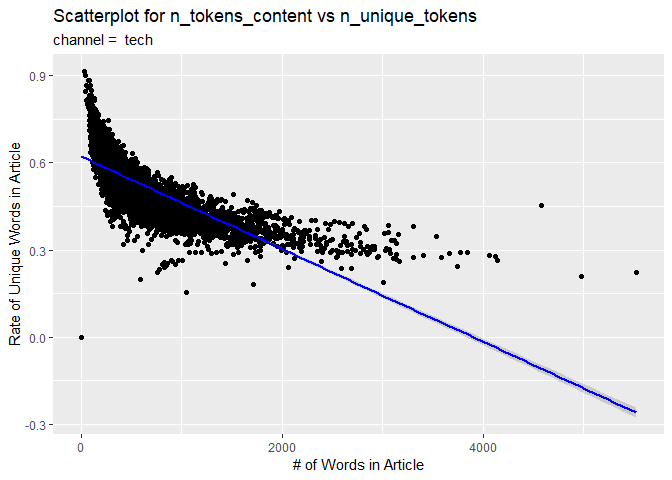 Scatterplot for n_tokens_content vs n_unique_tokens
channel = tech
Rate of Unique Words in Article
0.9
0.6
0.3
0.0
-0.3
0
2000
4000
# of Words in Article